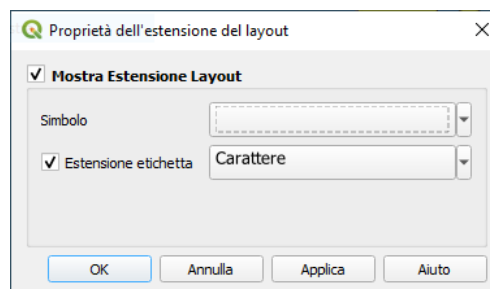 Proprietà dell'estensione del layout
Mostra Estensione Layout
Simbolo
Estensione etichetta Carattere
OK Annulla Applica Aiuto